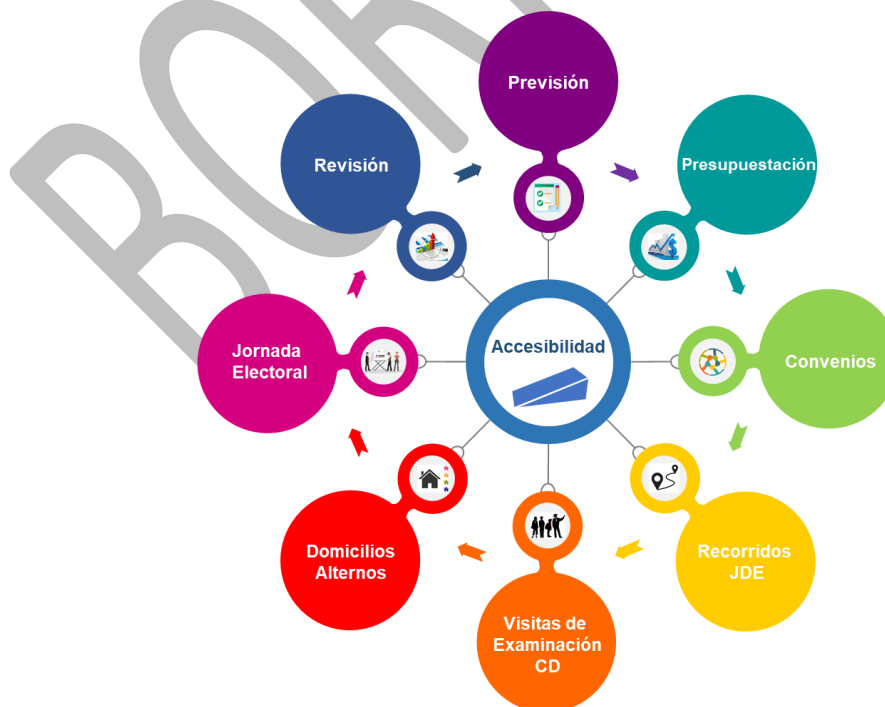 Previsión
Presupuestación
Convenios
Recorridos
JDE
Visitas de
Examinación
CD
Domicilios
Alternos
Jornada
Electoral
Revisión
Accesibilidad